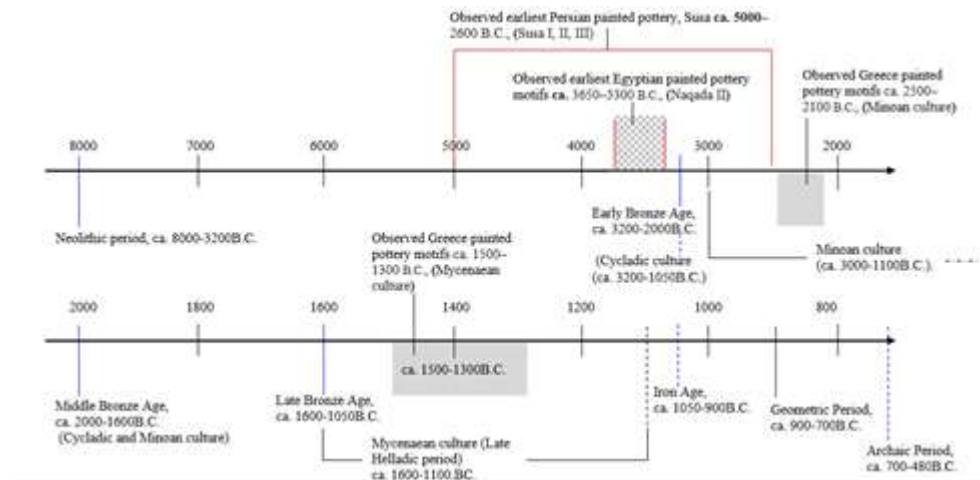 Observed earliest Persian painted pottery, Susa ca. 5000–
2600 B.C., (Susa I, II, III)
Observed earliest Egyptian painted pottery
motifs ca. 3650–3300 B.C., (Naqada II)
Observed Greece painted
pottery motifs ca. 2500–
2100 B.C., (Minoan culture)
8000 7000 6000 5000 4000 3000 2000
Neolithic period, ca. 8000-3200B.C.
Early Bronze Age,
ca. 3200-2000B.C.
(Cycladic culture
(ca. 3200-1050B.C.)
Minoan culture
(ca. 3000-1100B.C.).
Observed Greece painted
pottery motifs ca. 1500–
1300 B.C., (Mycenaean
culture)
2000 1800 1600 1400 1200 1000 800
ca. 1500-1300B.C.
Middle Bronze Age,
ca. 2000-1600B.C.
(Cycladic and Minoan culture)
Late Bronze Age,
ca. 1600-1050B.C.
Mycenaean culture (Late
Helladic period)
ca. 1600-1100.BC.
Iron Age,
ca. 1050-900B.C.
Geometric Period,
ca. 900-700B.C.
Archaic Period,
ca. 700-480B.C.